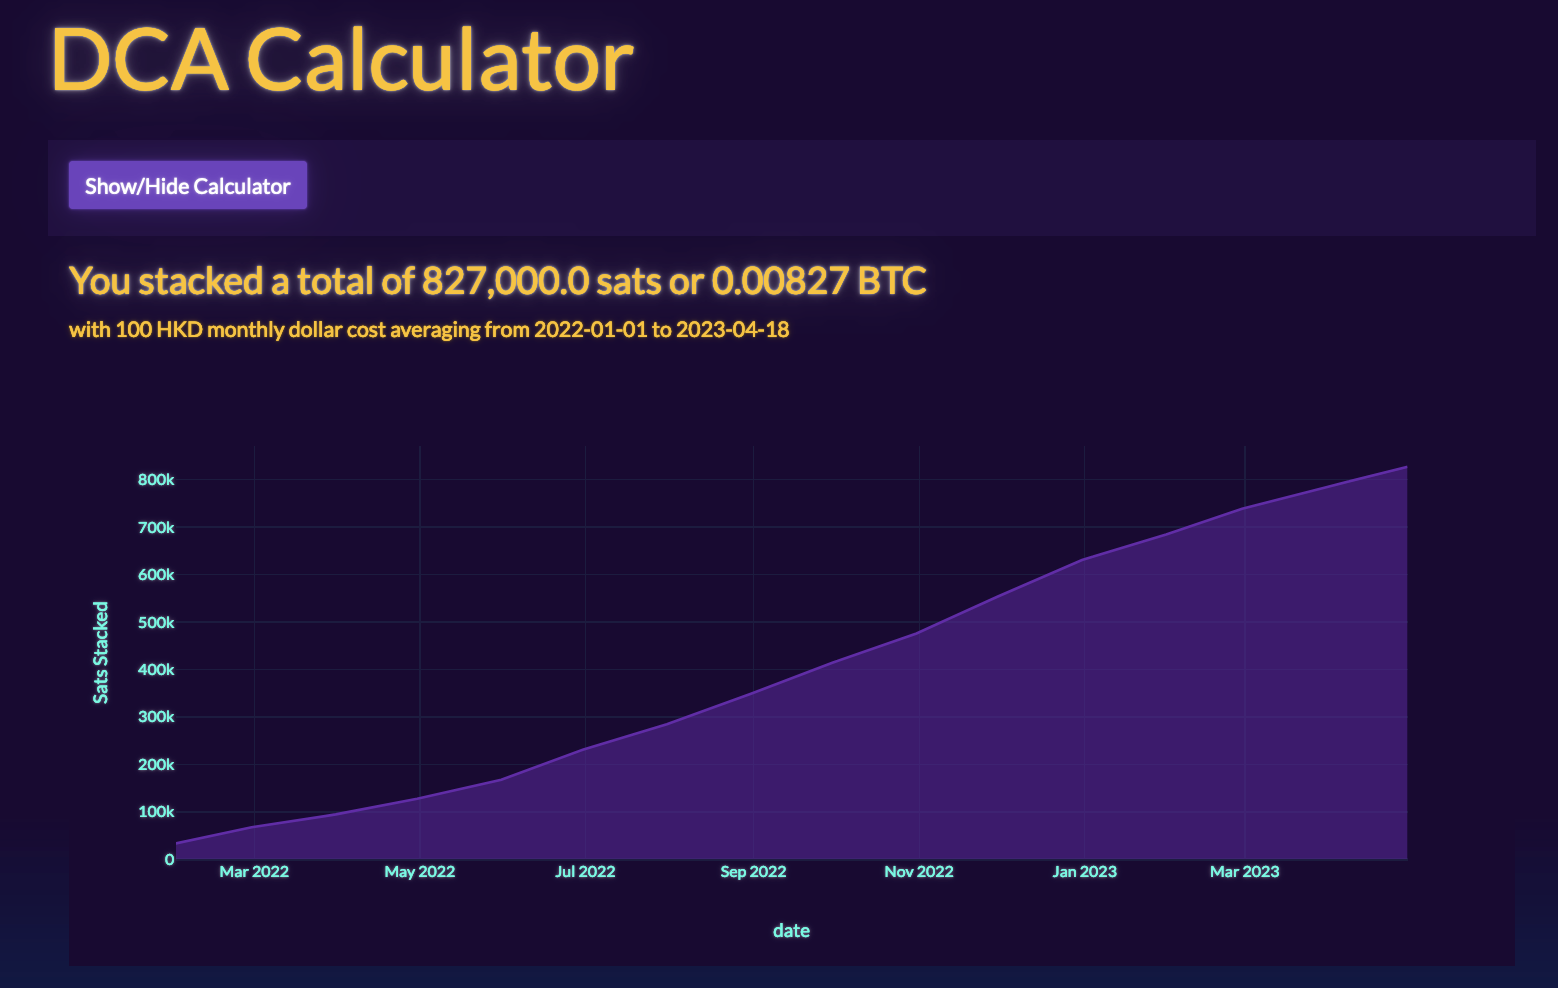 DCA Calculator
Show/Hide Calculator
You stacked a total of 827,000.0 sats or 0.00827 BTC
with 100 HKD monthly dollar cost averaging from 2022-01-01 to 2023-04-18
800k
700k
600k
500k
400k
300k
200k
100k
0
Sats Stacked
Mar 2022 May 2022 Jul 2022 Sep 2022 Nov 2022 Jan 2023 Mar 2023
date